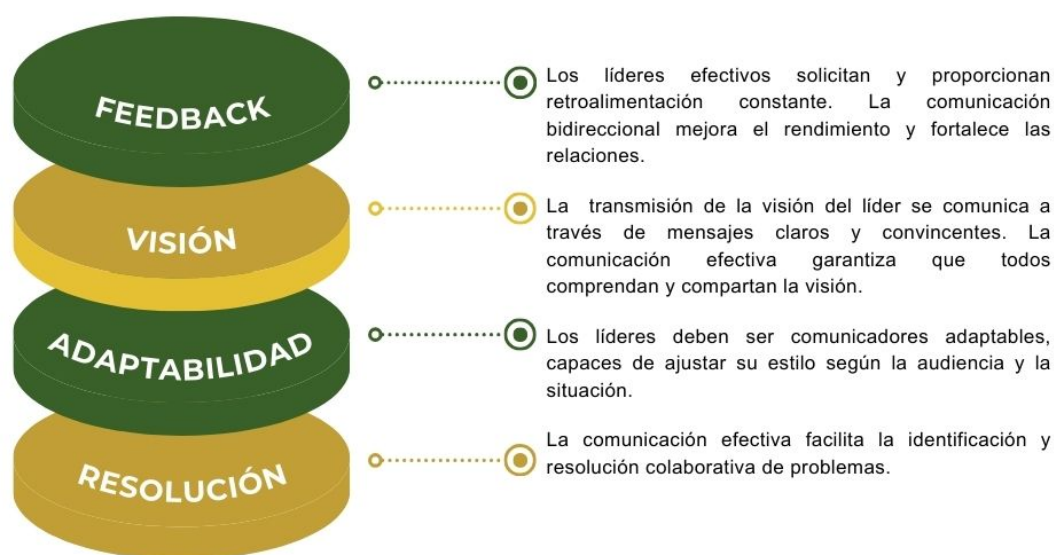 FEEDBACK
Los líderes efectivos solicitan y proporcionan
retroalimentación constante. La comunicación
bidireccional mejora el rendimiento y fortalece las
relaciones.
VISIÓN
La transmisión de la visión del líder se comunica a
través de mensajes claros y convincentes. La
comunicación efectiva garantiza que todos
comprendan y compartan la visión.
ADAPTABILIDAD
Los líderes deben ser comunicadores adaptables,
capaces de ajustar su estilo según la audiencia y la
situación.
RESOLUCIÓN
La comunicación efectiva facilita la identificación y
resolución colaborativa de problemas.